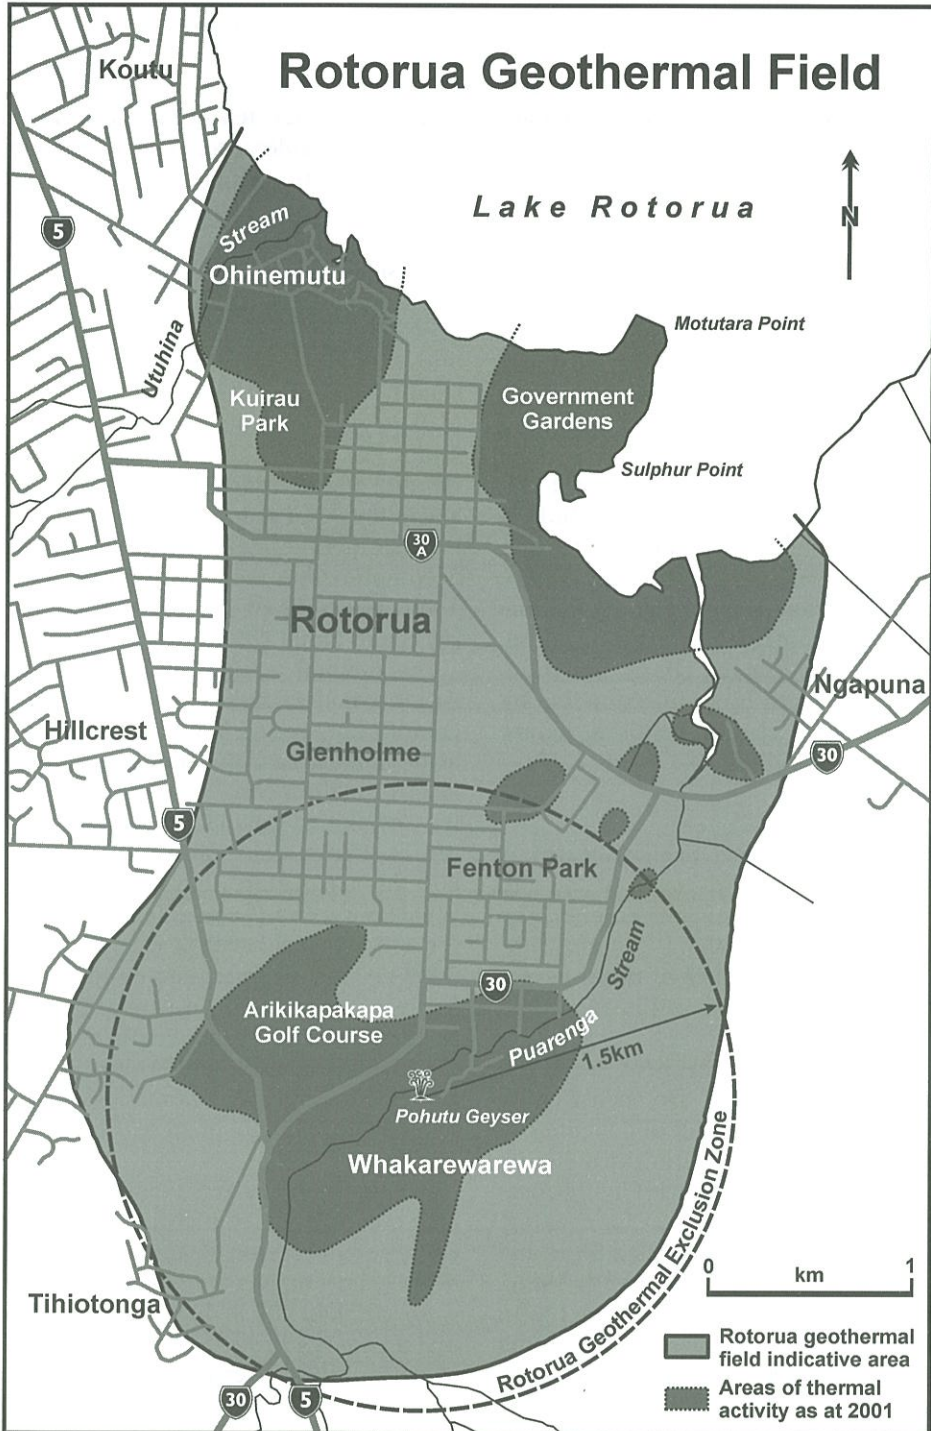 Rotorua Geothermal Field
Koutu
Lake Rotorua
N
5
Stream
Ohinemutu
Utuhina
Motutara Point
Kuirau
Park
Government
Gardens
Sulphur Point
30
A
Rotorua
Ngapuna
Hillcrest
Glenholme
30
5
Fenton Park
Stream
30
Arikikapakapa
Golf Course
Puarenga
1.5km
Pohutu Geyser
Whakarewarewa
Rotorua Geothermal Exclusion Zone
0 1
km
Tihiotonga
Rotorua geothermal
field indicative area
Areas of thermal
activity as at 2001
30
5